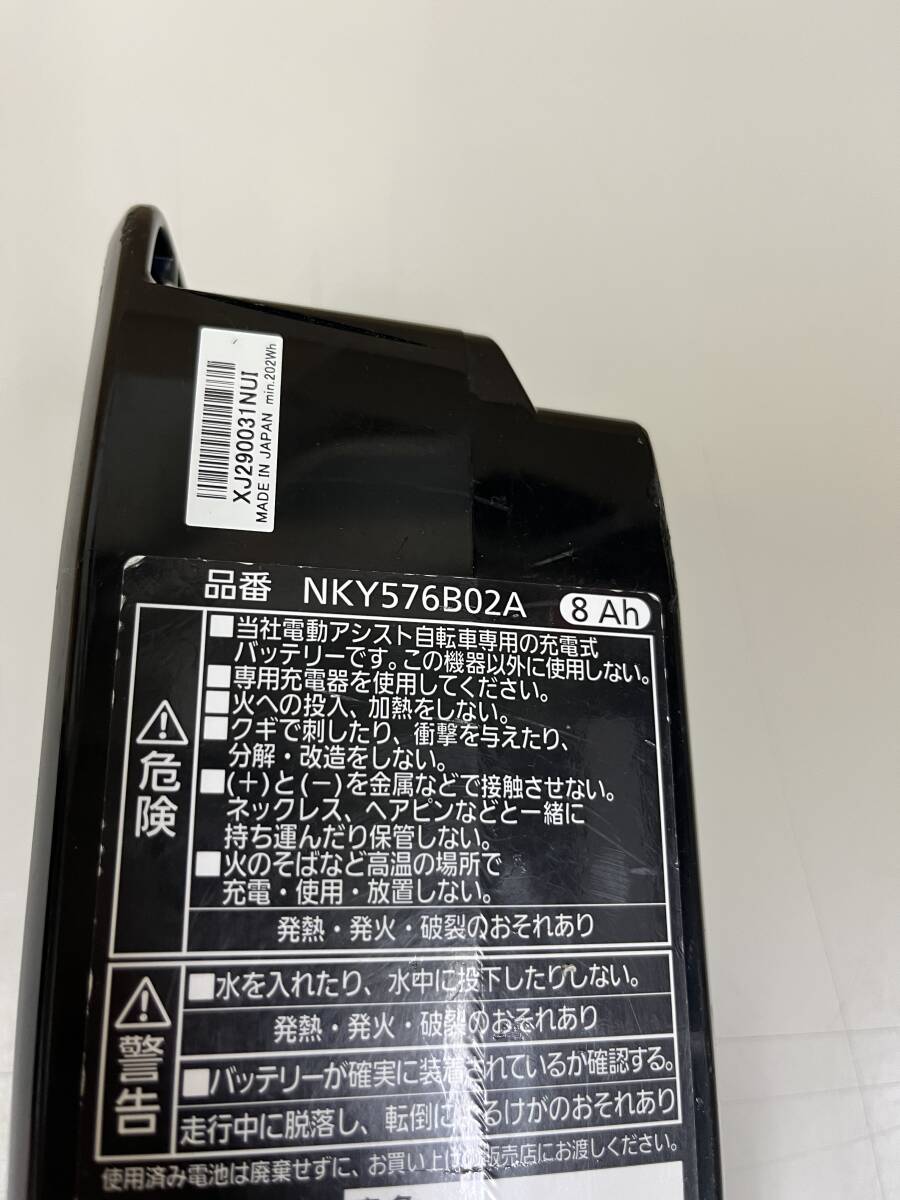 XJ290031NUI
MADE IN JAPAN min.202Wh
品番 NKY576B02A 8 Ah
危険
■当社電動アシスト自転車専用の充電式
バッテリーです。この機器以外に使用しない。
■専用充電器を使用してください。
■火への投入、加熱をしない。
■クギで刺したり、衝撃を与えたり、
分解・改造をしない。
■(+)と(−)を金属などで接触させない。
ネックレス、ヘアピンなどと一緒に
持ち運んだり保管しない。
■火のそばなど高温の場所で
充電・使用・放置しない。
発熱・発火・破裂のおそれあり
警告
■水を入れたり、水中に投下したりしない。
発熱・発火・破裂のおそれあり
■バッテリーが確実に装着されているか確認する。
走行中に脱落し、転倒によるけがのおそれあり
使用済み電池は廃棄せずに、お買い上げの販売店にお渡しください。